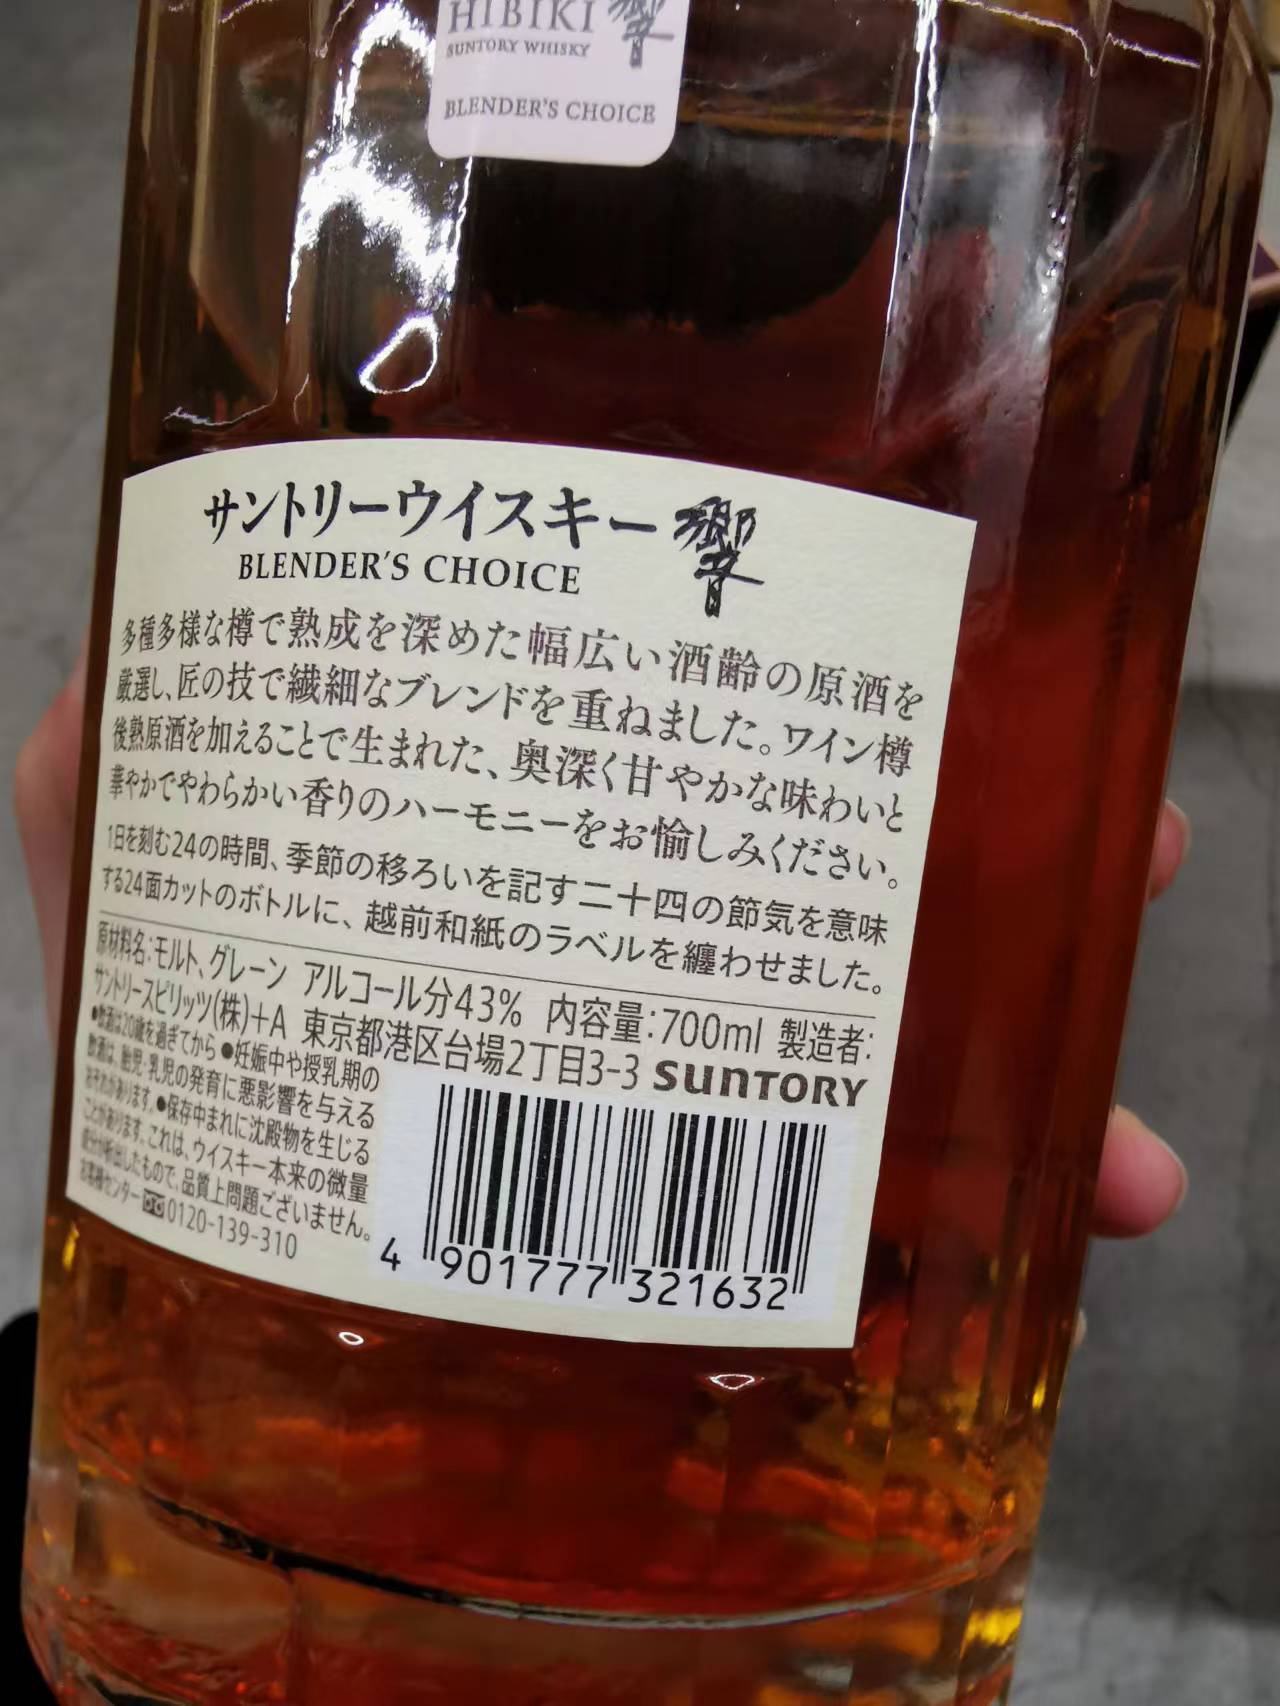 HIBIKI 響
SUNTORY WHISKY
BLENDER'S CHOICE
サントリーウイスキー 響
BLENDER'S CHOICE
多種多様な樽で熟成を深めた幅広い酒齢の原酒を
厳選し、匠の技で繊細なブレンドを重ねました。ワイン樽
後熟原酒を加えることで生まれた、奥深く甘やかな味わいと
華やかでやわらかい香りのハーモニーをお愉しみください。
1日を刻む24の時間、季節の移ろいを記す二十四の節気を意味
する24面カットのボトルに、越前和紙のラベルを纏わせました。
原材料名:モルト、グレーン アルコール分43% 内容量:700ml 製造者:
サントリースピリッツ(株)+A 東京都港区台場2丁目3-3 SUNTORY
●飲酒は20歳を過ぎてから ●妊娠中や授乳期の
飲酒は、胎児・乳児の発育に悪影響を与える
おそれがあります。●保存中まれに沈殿物を生じる
ことがあります。これは、ウイスキー本来の微量
成分が析出したもので、品質上問題ございません。
お客様センター 0120-139-310
4 901777 321632